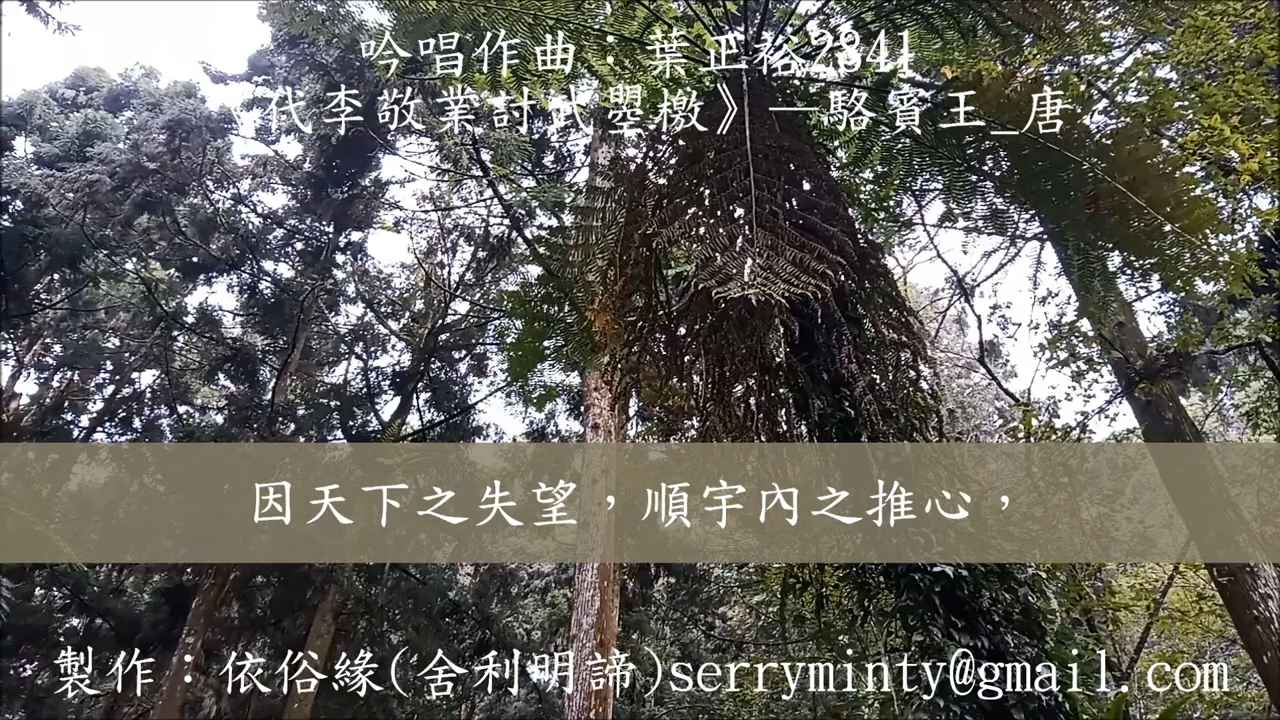 吟唱作曲：葉正裕2841
《代李敬業討武曌檄》—駱賓王_唐
因天下之失望，順宇內之推心，
製作：依俗緣(舍利明諦)serryminty@gmail.com